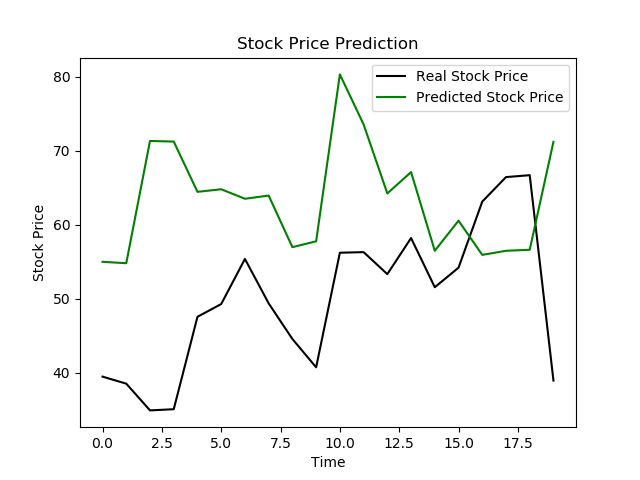 Stock Price Prediction
Real Stock Price
Predicted Stock Price
80
70
60
50
40
Stock Price
0.0 2.5 5.0 7.5 10.0 12.5 15.0 17.5
Time